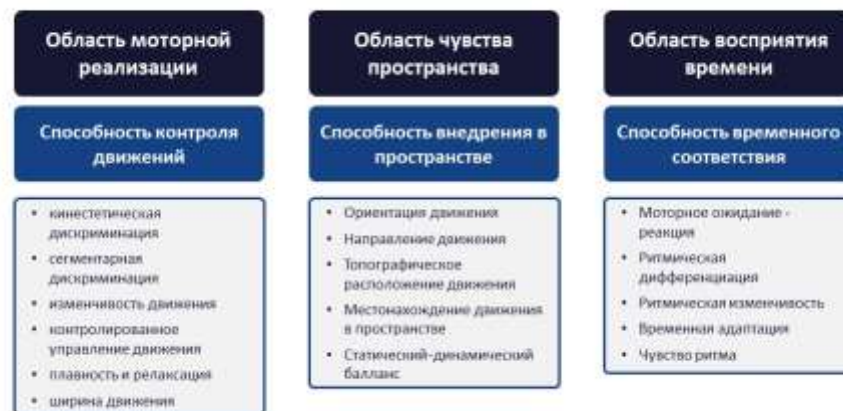 Область моторной
реализации
Способность контроля
движений
• кинестетическая
дискриминация
• сегментарная
дискриминация
• изменчивость движения
• контролированное
управление движения
• плавность и релаксация
• ширина движения
Область чувства
пространства
Способность внедрения в
пространстве
• Ориентация движения
• Направление движения
• Топографическое
расположение движения
• Местонахождение движения
в пространстве
• Статический-динамический
балланс
Область восприятия
времени
Способность временного
соответствия
• Моторное ожидание -
реакция
• Ритмическая
дифференциация
• Ритмическая изменчивость
• Временная адаптация
• Чувство ритма